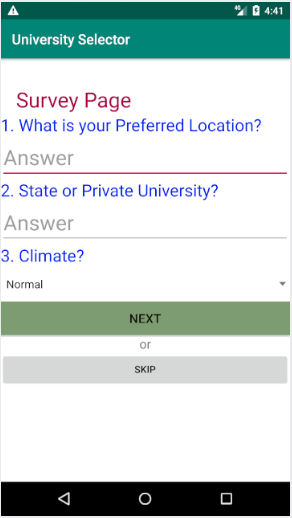 4:41
University Selector
Survey Page
1. What is your Preferred Location?
Answer
2. State or Private University?
Answer
3. Climate?
Normal
NEXT
or
SKIP